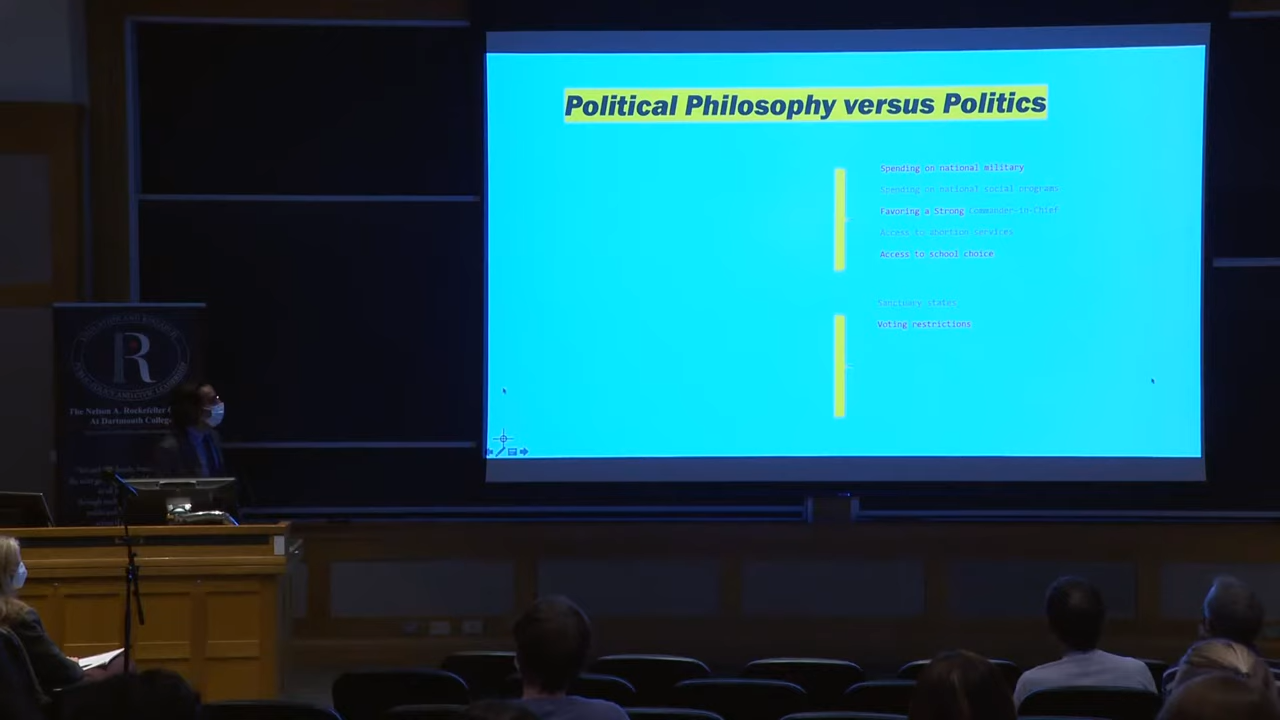 Political Philosophy versus Politics
Spending on national military
Spending on national social programs
Favoring a Strong Commander-in-Chief
Access to abortion services
Access to school choice
Sanctuary states
Voting restrictions
R
The Nelson A. Rockefeller
At Dartmouth College